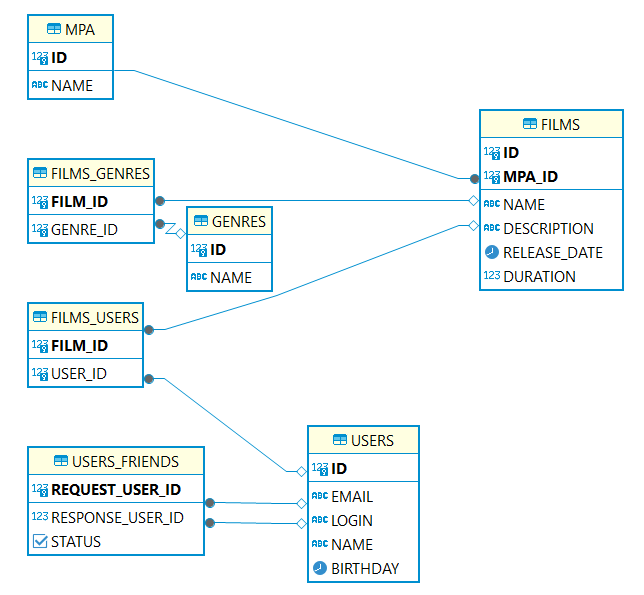 MPA
123 ID
ABC NAME
FILMS
123 ID
123 MPA_ID
ABC NAME
ABC DESCRIPTION
RELEASE_DATE
123 DURATION
FILMS_GENRES
123 FILM_ID
123 GENRE_ID
GENRES
123 ID
ABC NAME
FILMS_USERS
123 FILM_ID
123 USER_ID
USERS_FRIENDS
123 REQUEST_USER_ID
123 RESPONSE_USER_ID
STATUS
USERS
123 ID
ABC EMAIL
ABC LOGIN
ABC NAME
BIRTHDAY